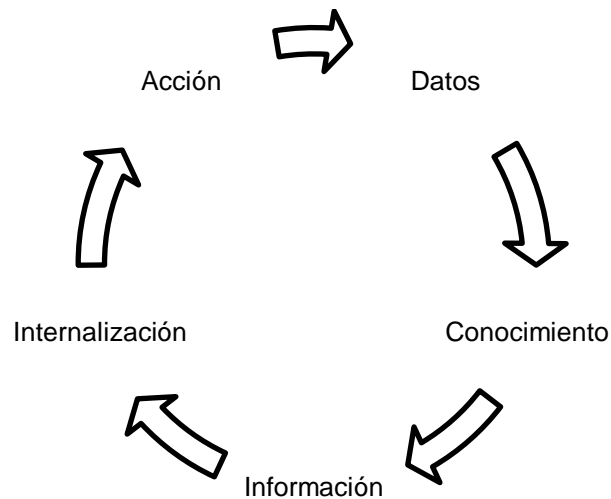 Acción
Datos
Internalización
Conocimiento
Información